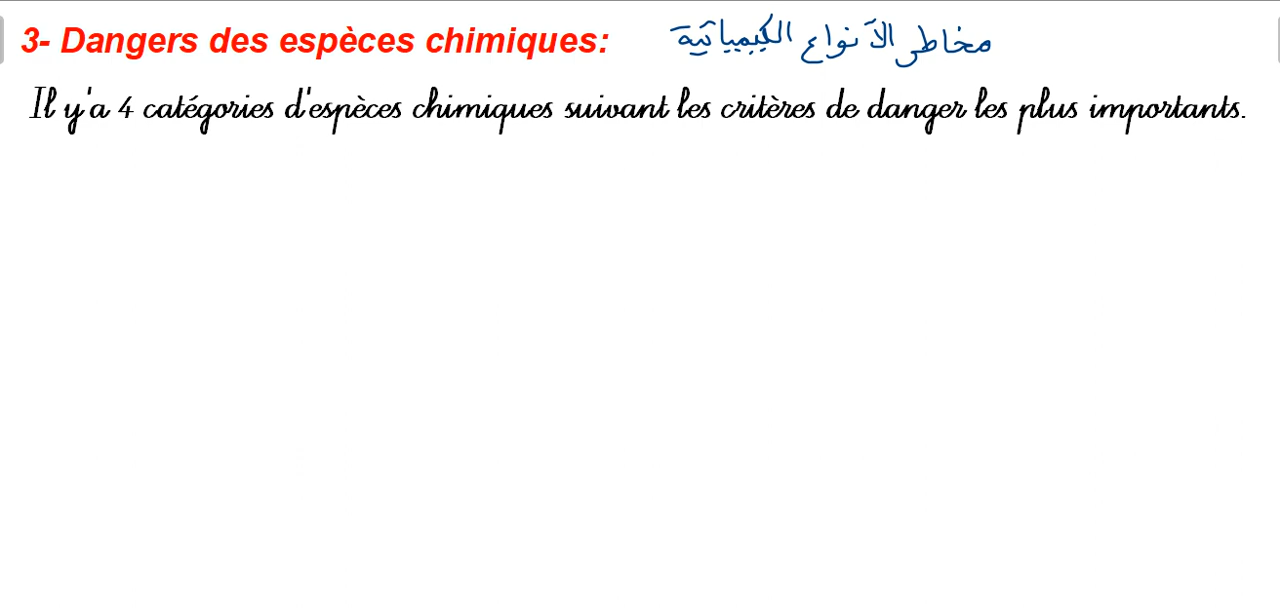 3- Dangers des espèces chimiques: مخاطر الأنواع الكيميائية
Il y'a 4 catégories d'espèces chimiques suivant les critères de danger les plus importants.